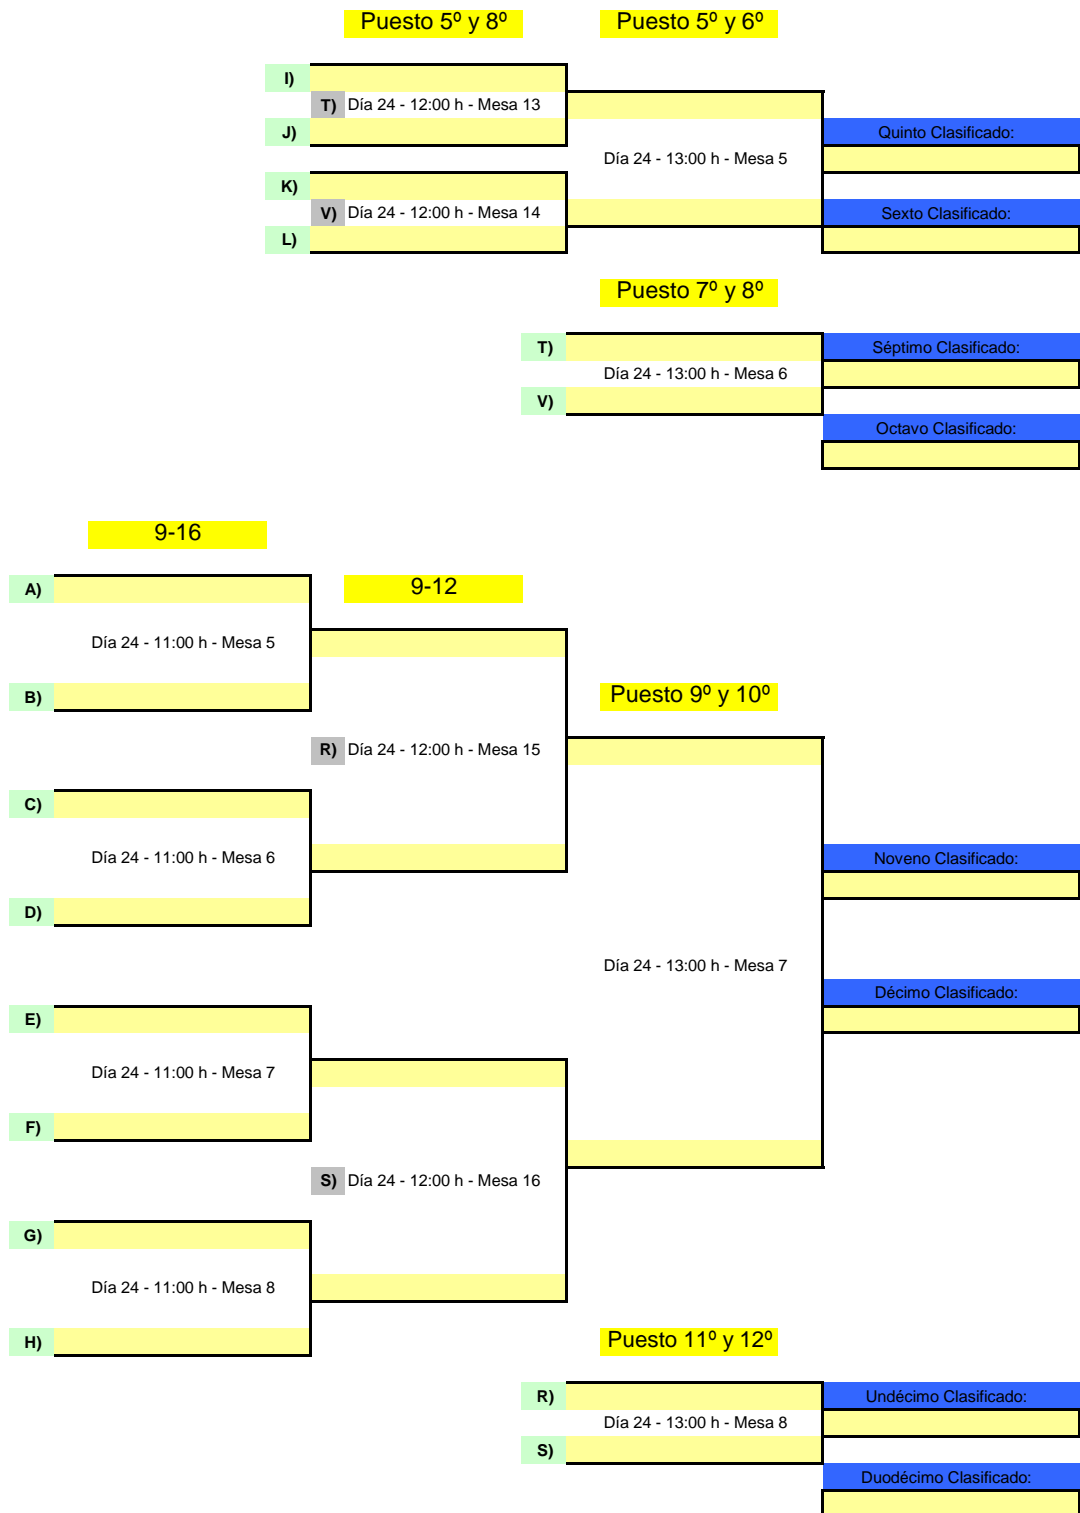 Puesto 5º y 8º Puesto 5º y 6º
I)
T) Día 24 - 12:00 h - Mesa 13
J) Quinto Clasificado:
Día 24 - 13:00 h - Mesa 5
K)
V) Día 24 - 12:00 h - Mesa 14 Sexto Clasificado:
L)
Puesto 7º y 8º
T) Séptimo Clasificado:
Día 24 - 13:00 h - Mesa 6
V)
Octavo Clasificado:
9-16
A) 9-12
Día 24 - 11:00 h - Mesa 5
B) Puesto 9º y 10º
R) Día 24 - 12:00 h - Mesa 15
C)
Día 24 - 11:00 h - Mesa 6 Noveno Clasificado:
D)
Día 24 - 13:00 h - Mesa 7
Décimo Clasificado:
E)
Día 24 - 11:00 h - Mesa 7
F)
S) Día 24 - 12:00 h - Mesa 16
G)
Día 24 - 11:00 h - Mesa 8
H) Puesto 11º y 12º
R) Undécimo Clasificado:
Día 24 - 13:00 h - Mesa 8
S)
Duodécimo Clasificado: